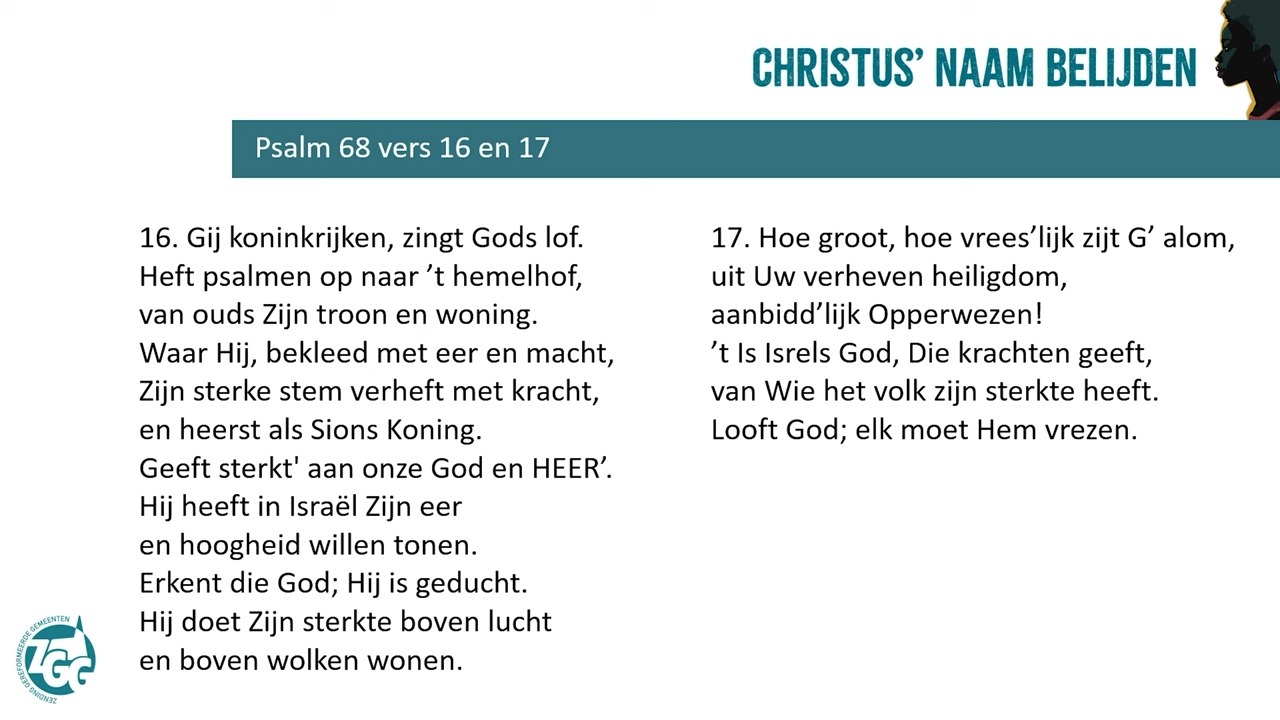 CHRISTUS’ NAAM BELIJDEN
Psalm 68 vers 16 en 17
16. Gij koninkrijken, zingt Gods lof.
Heft psalmen op naar ’t hemelhof,
van ouds Zijn troon en woning.
Waar Hij, bekleed met eer en macht,
Zijn sterke stem verheft met kracht,
en heerst als Sions Koning.
Geeft sterkt' aan onze God en HEER’.
Hij heeft in Israël Zijn eer
en hoogheid willen tonen.
Erkent die God; Hij is geducht.
Hij doet Zijn sterkte boven lucht
en boven wolken wonen.
17. Hoe groot, hoe vrees’lijk zijt G’ alom,
uit Uw verheven heiligdom,
aanbidd’lijk Opperwezen!
’t Is Isrels God, Die krachten geeft,
van Wie het volk zijn sterkte heeft.
Looft God; elk moet Hem vrezen.
ZENDING GEREFORMEERDE GEMEENTEN
ZGG